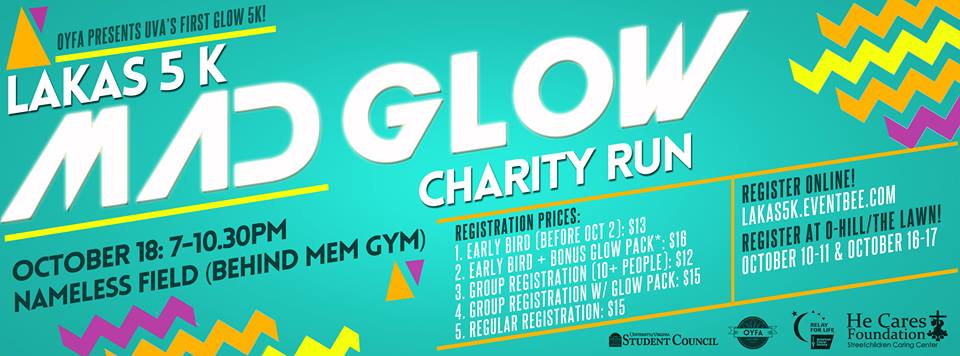 OYFA PRESENTS UVA'S FIRST GLOW 5K!
LAKAS 5 K
MAD GLOW
CHARITY RUN
OCTOBER 18: 7-10.30PM
NAMELESS FIELD (BEHIND MEM GYM)
REGISTRATION PRICES:
1. EARLY BIRD (BEFORE OCT 2): $13
2. EARLY BIRD + BONUS GLOW PACK*: $16
3. GROUP REGISTRATION (10+ PEOPLE): $12
4. GROUP REGISTRATION W/ GLOW PACK: $15
5. REGULAR REGISTRATION: $15
REGISTER ONLINE!
LAKAS5K.EVENTBEE.COM
REGISTER AT O-HILL/THE LAWN!
OCTOBER 10-11 & OCTOBER 16-17
STUDENT COUNCIL
OYFA
RELAY
FOR LIFE
He Cares
Foundation
Streetchildren Caring Center